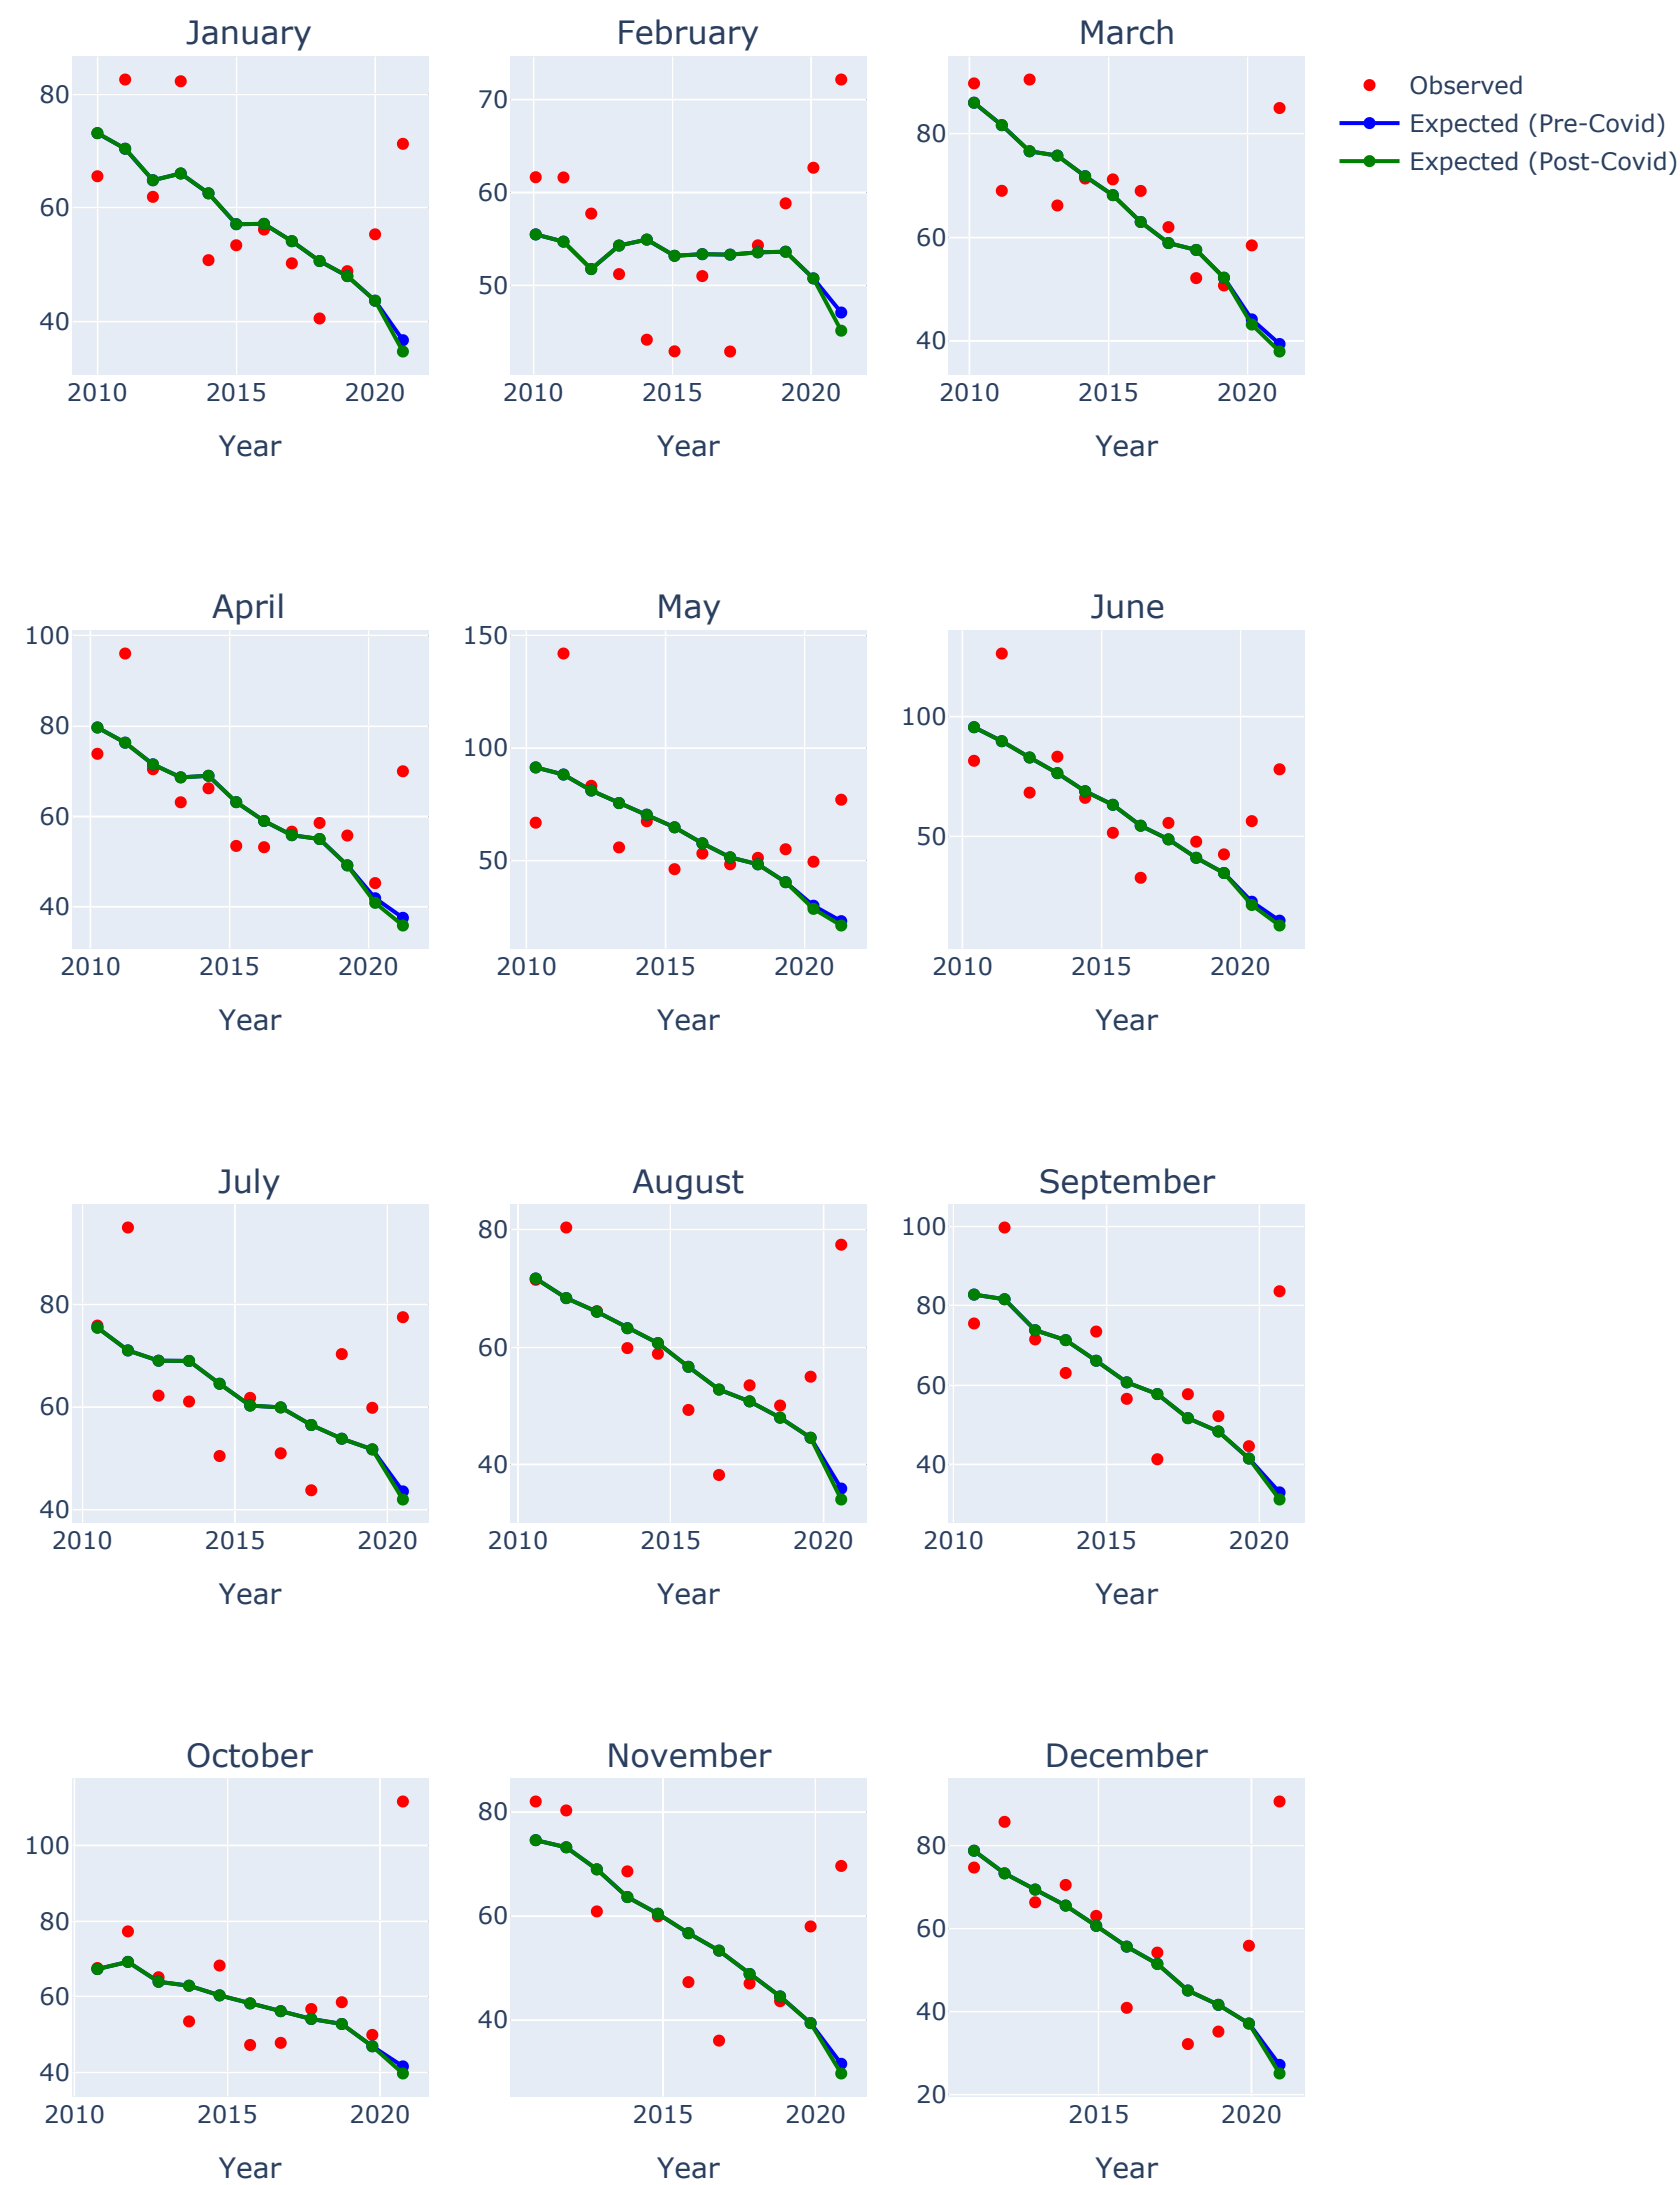 January
February
March
80
60
40
2010
2015
2020
Year
70
60
50
2010
2015
2020
Year
80
60
40
2010
2015
2020
Year
Observed
Expected (Pre-Covid)
Expected (Post-Covid)
April
May
June
100
80
60
40
2010
2015
2020
Year
150
100
50
2010
2015
2020
Year
100
50
2010
2015
2020
Year
July
August
September
80
60
40
2010
2015
2020
Year
80
60
40
2010
2015
2020
Year
100
80
60
40
2010
2015
2020
Year
October
November
December
100
80
60
40
2010
2015
2020
Year
80
60
40
2015
2020
Year
80
60
40
20
2015
2020
Year